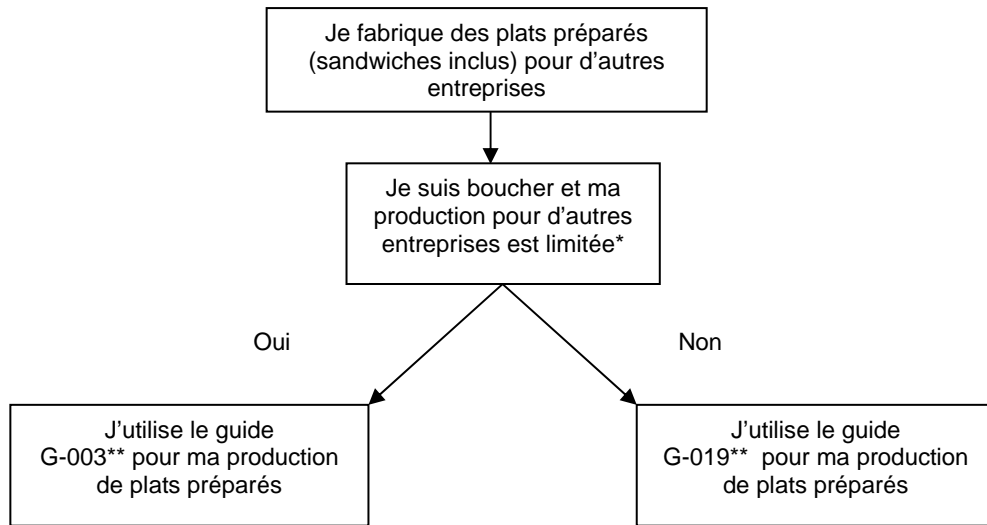 Je fabrique des plats préparés
(sandwiches inclus) pour d'autres
entreprises
Je suis boucher et ma
production pour d'autres
entreprises est limitée*
Oui
Non
J'utilise le guide
G-003** pour ma production
de plats préparés
J'utilise le guide
G-019** pour ma production
de plats préparés